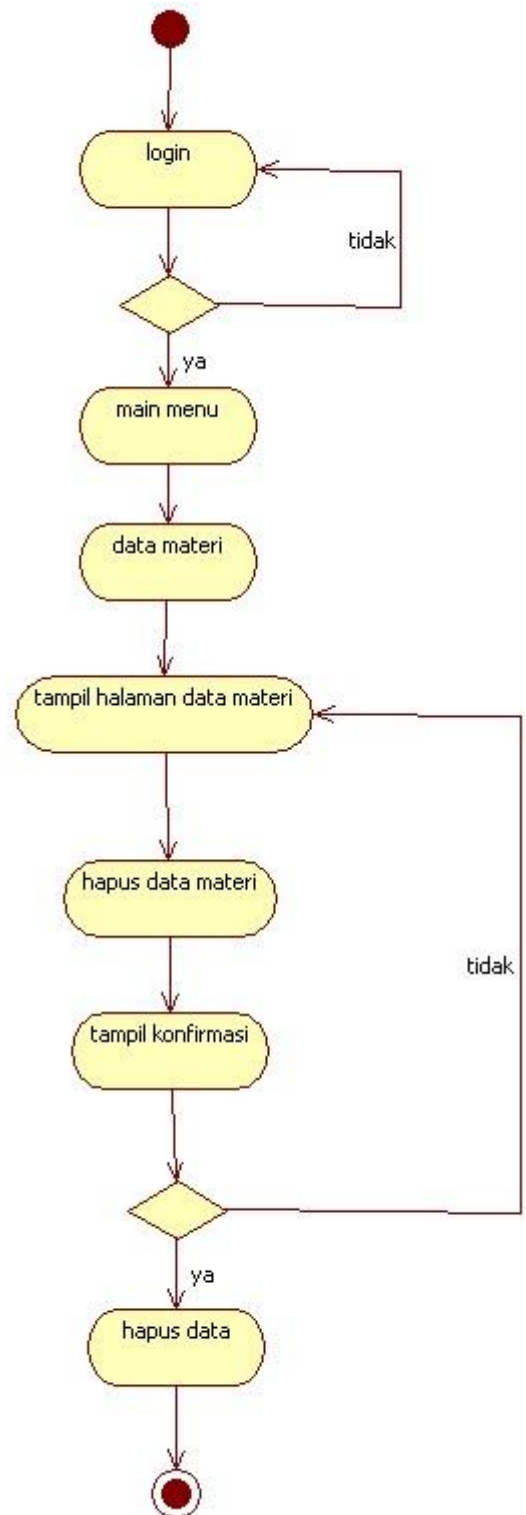 login
tidak
ya
main menu
data materi
tampil halaman data materi
hapus data materi
tidak
tampil konfirmasi
ya
hapus data